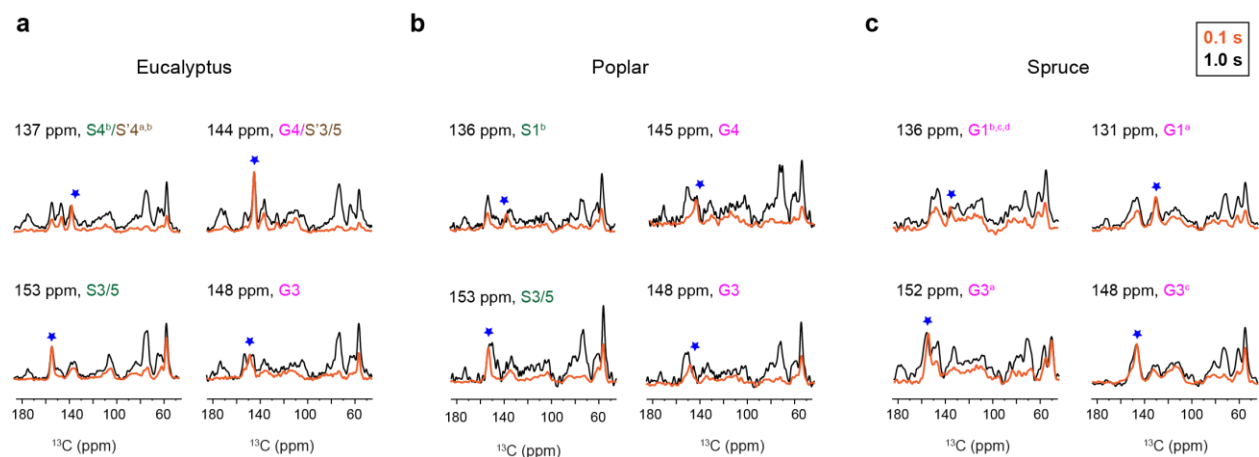 a
b
c
0.1 s
1.0 s
Eucalyptus
Poplar
Spruce
137 ppm, S4ᵇ/S'4ᵃ,ᵇ
144 ppm, G4/S'3/5
136 ppm, S1ᵇ
145 ppm, G4
136 ppm, G1ᵇ,ᶜ,ᵈ
131 ppm, G1ᵃ
153 ppm, S3/5
148 ppm, G3
153 ppm, S3/5
148 ppm, G3
152 ppm, G3ᵃ
148 ppm, G3ᶜ
180 140 100 60
180 140 100 60
180 140 100 60
180 140 100 60
180 140 100 60
180 140 100 60
¹³C (ppm)
¹³C (ppm)
¹³C (ppm)
¹³C (ppm)
¹³C (ppm)
¹³C (ppm)